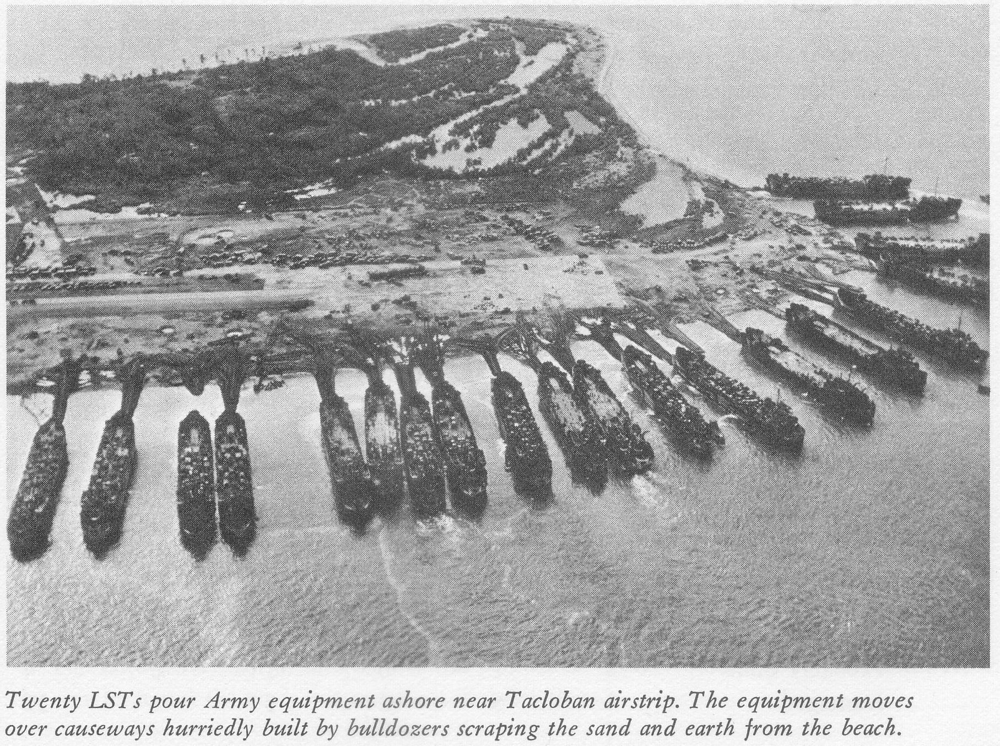 Twenty LSTs pour Army equipment ashore near Tacloban airstrip. The equipment moves
over causeways hurriedly built by bulldozers scraping the sand and earth from the beach.